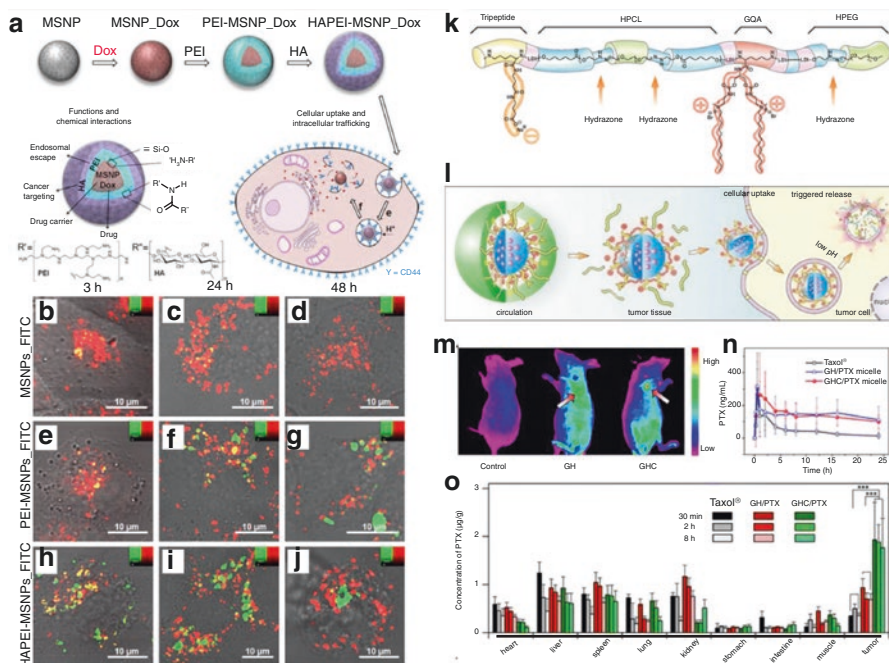 a
MSNP MSNP_Dox PEI-MSNP_Dox HAPEI-MSNP_Dox
Dox PEI HA
Functions and
chemical interactions
Cellular uptake and
intracellular trafficking
Endosomal
escape
Cancer
targeting
Drug carrier
Drug
HA
PEI
MSNP
Dox
Si-O
R'
N
H
O
R"
PEI
HA
f
e
H+
Y = CD44
3 h 24 h 48 h
MSNPs_FITC
b c d
10 µm 10 µm 10 µm
PEI-MSNPs_FITC
e f g
10 µm 10 µm 10 µm
HAPEI-MSNPs_FITC
h i j
10 µm 10 µm 10 µm
k
Tripeptide HPCL GQA HPEG
Hydrazone Hydrazone Hydrazone
l
cellular uptake triggered release
low pH
circulation tumor tissue tumor cell
m
High
Low
Control GH GHC
n
PTX (ng/mL)
400
200
0
Taxol®
GH/PTX micelle
GHC/PTX micelle
0 5 10 15 20 25
Time (h)
o
Concentration of PTX (µg/g)
3
2
1
0
Taxol® GH/PTX GHC/PTX
30 min
2 h
8 h
***
***
heart liver spleen lung kidney stomach intestine muscle tumor